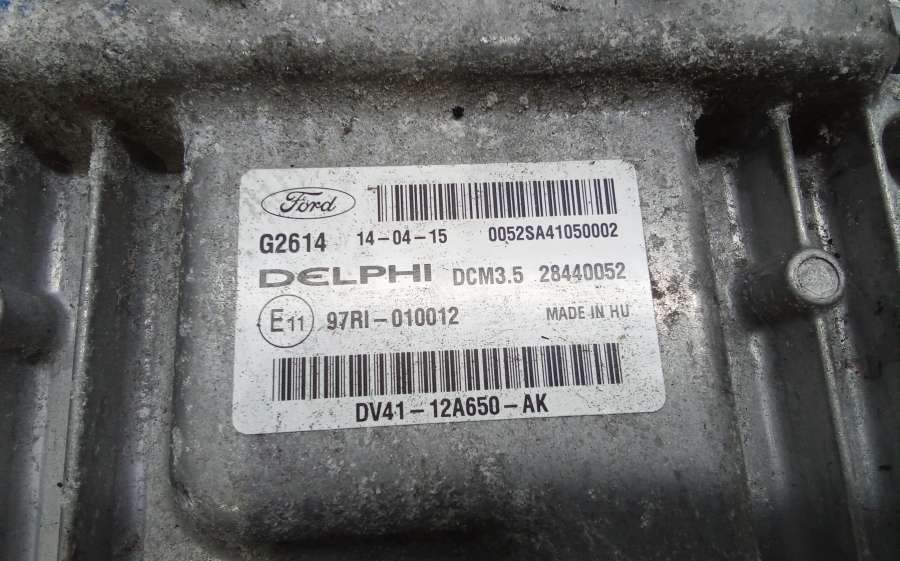 Ford
G2614 14-04-15 0052SA41050002
DELPHI DCM3.5 28440052
E11 97RI-010012 MADE IN HU
DV41-12A650-AK